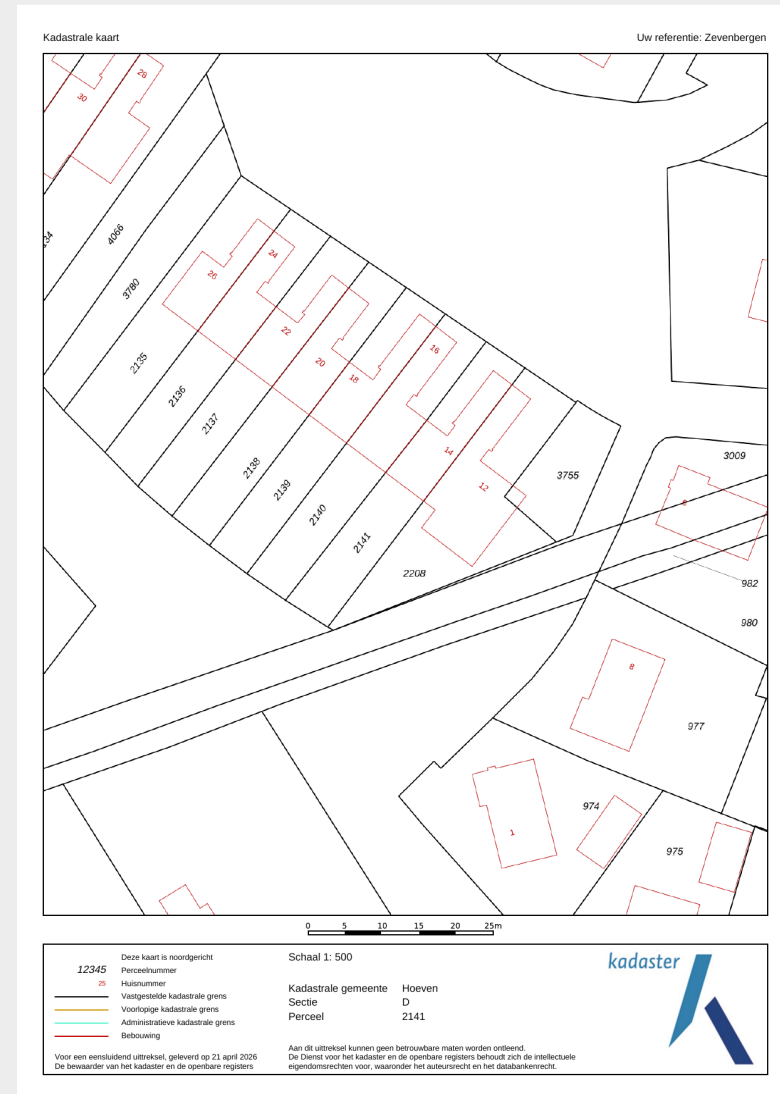 Kadastrale kaart
Uw referentie: Zevenbergen
28
30
34
4066
3780
24
26
22
2135
20
16
18
2136
2137
14
12
2138
2139
2140
2141
3755
2208
3009
982
980
8
977
974
1
975
0 5 10 15 20 25m
Deze kaart is noordgericht
12345 Perceelnummer
25 Huisnummer
Vastgestelde kadastrale grens
Voorlopige kadastrale grens
Administratieve kadastrale grens
Bebouwing
Voor een eensluidend uittreksel, geleverd op 21 april 2026
De bewaarder van het kadaster en de openbare registers
Schaal 1: 500
Kadastrale gemeente Hoeven
Sectie D
Perceel 2141
Aan dit uittreksel kunnen geen betrouwbare maten worden ontleend.
De Dienst voor het kadaster en de openbare registers behoudt zich de intellectuele
eigendomsrechten voor, waaronder het auteursrecht en het databankenrecht.
kadaster